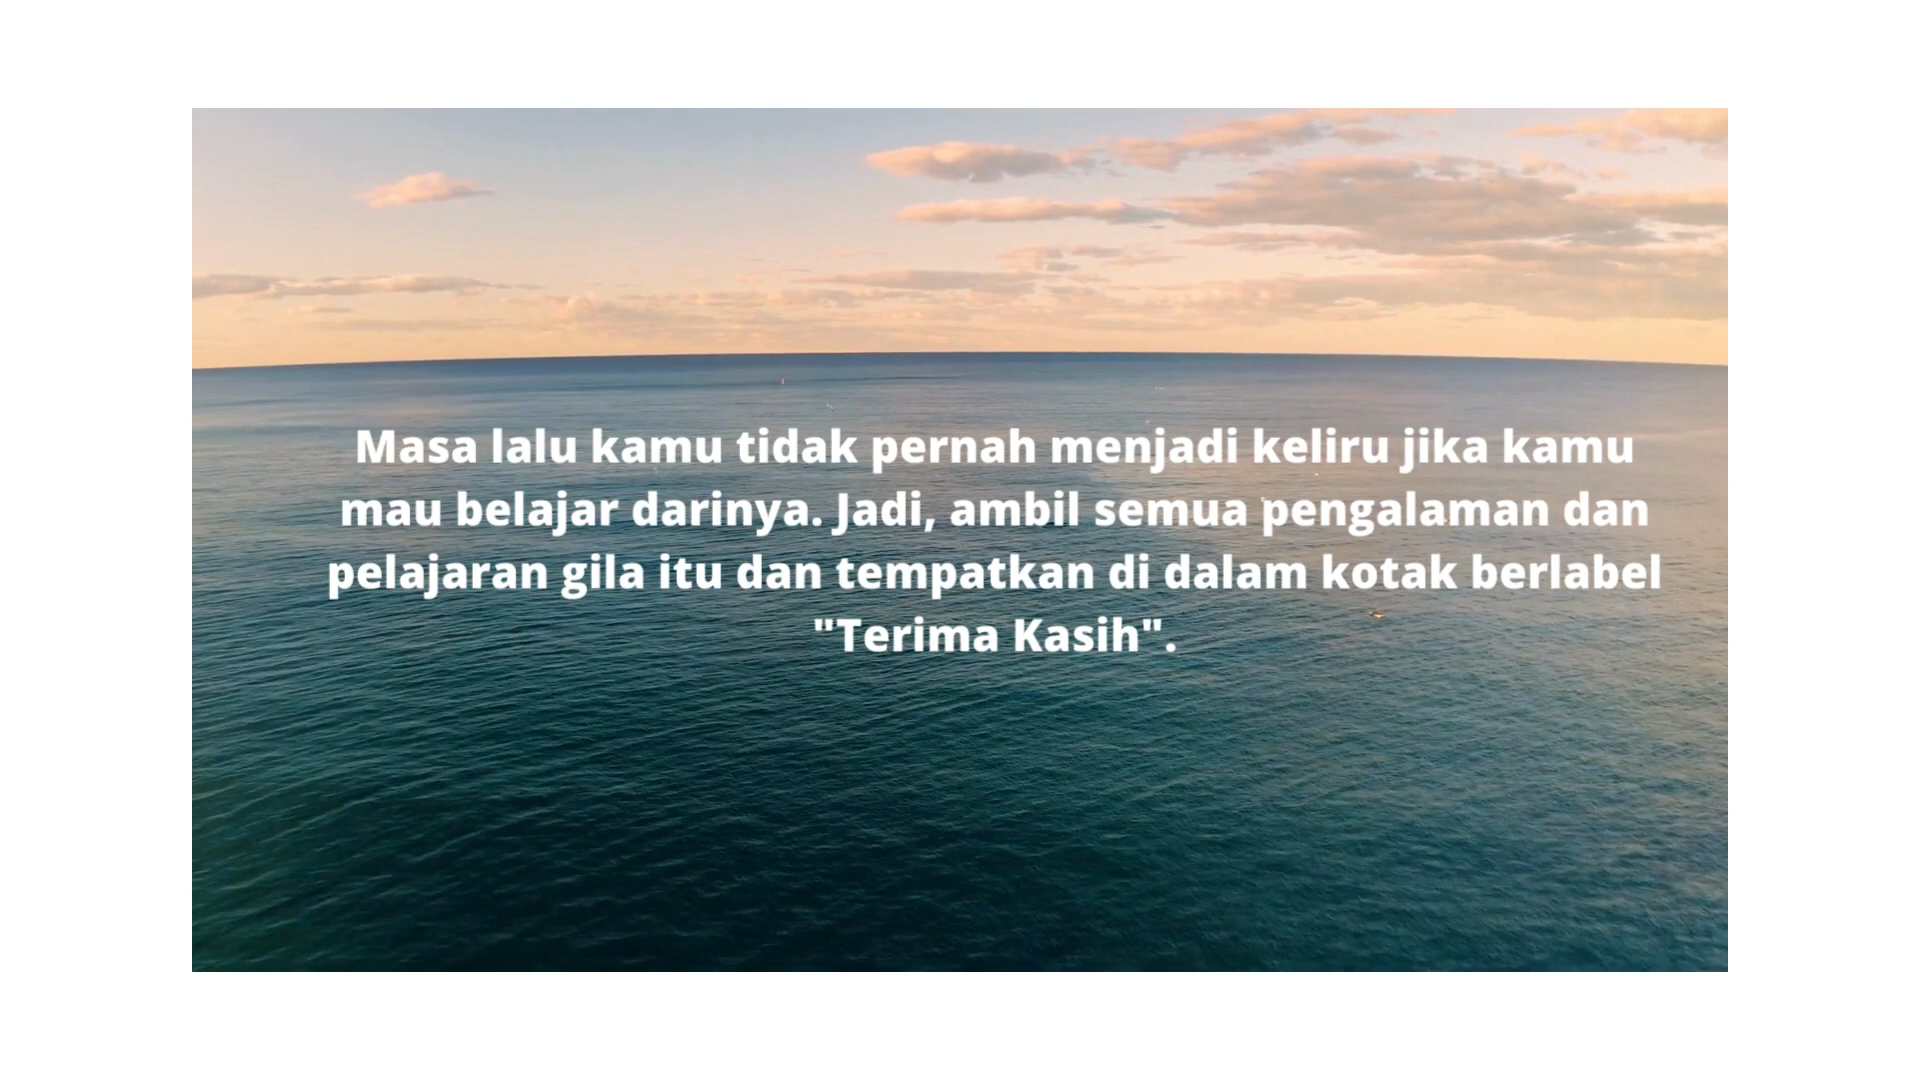 Masa lalu kamu tidak pernah menjadi keliru jika kamu
mau belajar darinya. Jadi, ambil semua pengalaman dan
pelajaran gila itu dan tempatkan di dalam kotak berlabel
"Terima Kasih".